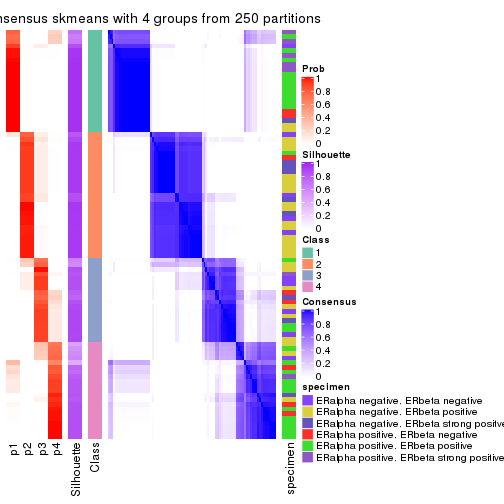 nsensus skmeans with 4 groups from 250 partitions
Prob
1
0.8
0.6
0.4
0.2
0
Silhouette
1
0.8
0.6
0.4
0.2
0
Class
1
2
3
4
Consensus
1
0.8
0.6
0.4
0.2
0
specimen
ERalpha negative. ERbeta negative
ERalpha negative. ERbeta positive
ERalpha negative. ERbeta strong positive
ERalpha positive. ERbeta negative
ERalpha positive. ERbeta positive
ERalpha positive. ERbeta strong positive
p1
p2
p3
p4
Silhouette
Class
specimen